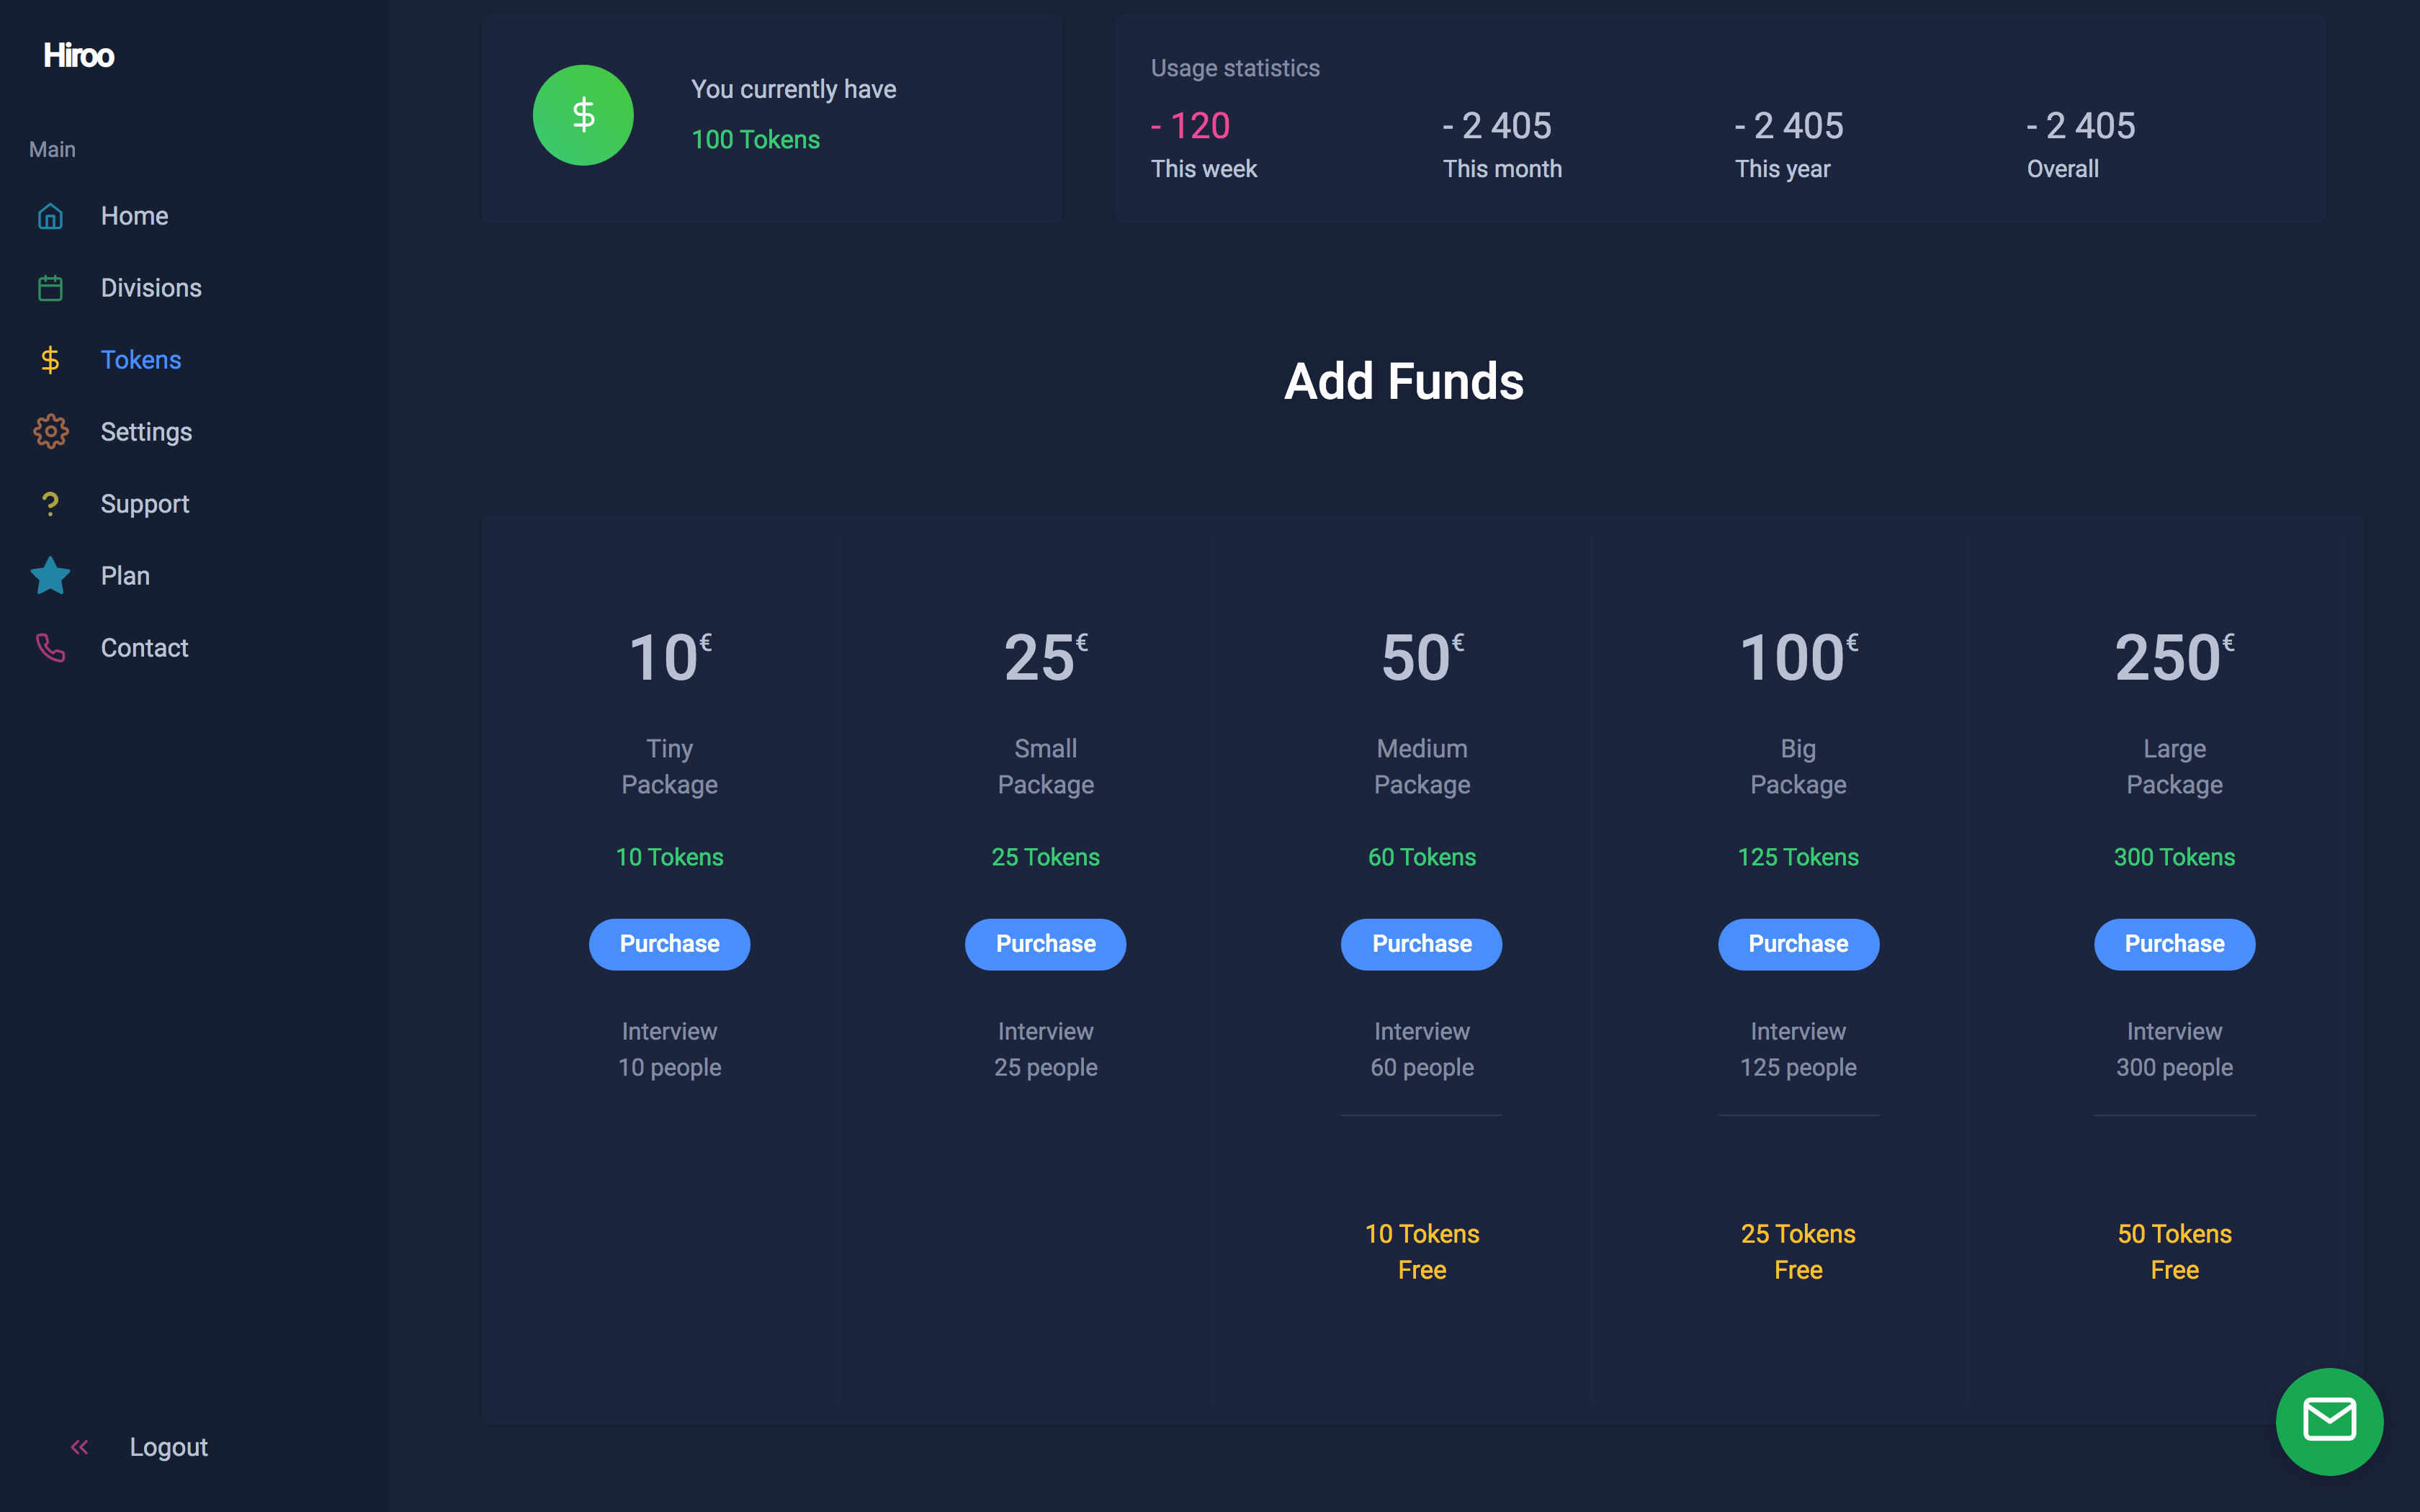 Hiroo
Main
Home
Divisions
Tokens
Settings
Support
Plan
Contact
Logout
$
You currently have
100 Tokens
Usage statistics
- 120
This week
- 2 405
This month
- 2 405
This year
- 2 405
Overall
Add Funds
10€
Tiny
Package
10 Tokens
Purchase
Interview
10 people
25€
Small
Package
25 Tokens
Purchase
Interview
25 people
50€
Medium
Package
60 Tokens
Purchase
Interview
60 people
10 Tokens
Free
100€
Big
Package
125 Tokens
Purchase
Interview
125 people
25 Tokens
Free
250€
Large
Package
300 Tokens
Purchase
Interview
300 people
50 Tokens
Free